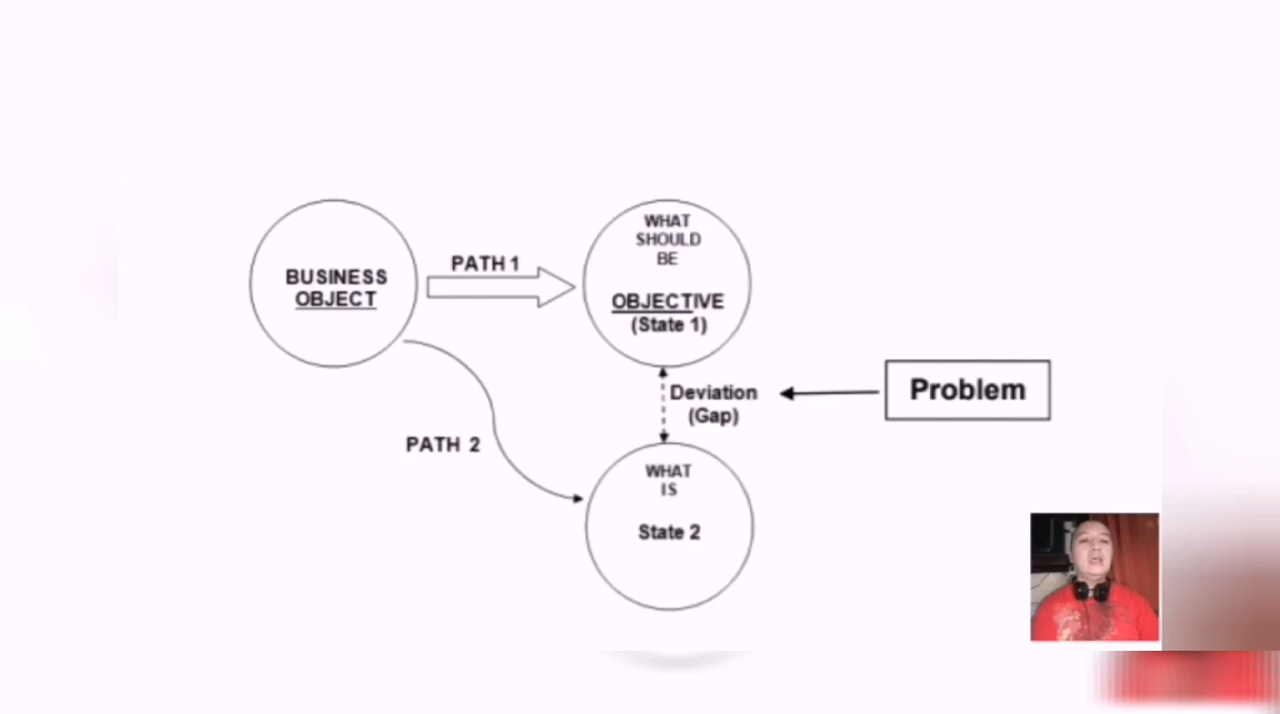 BUSINESS
OBJECT
PATH 1
WHAT
SHOULD
BE
OBJECTIVE
(State 1)
Deviation
(Gap)
Problem
PATH 2
WHAT
IS
State 2